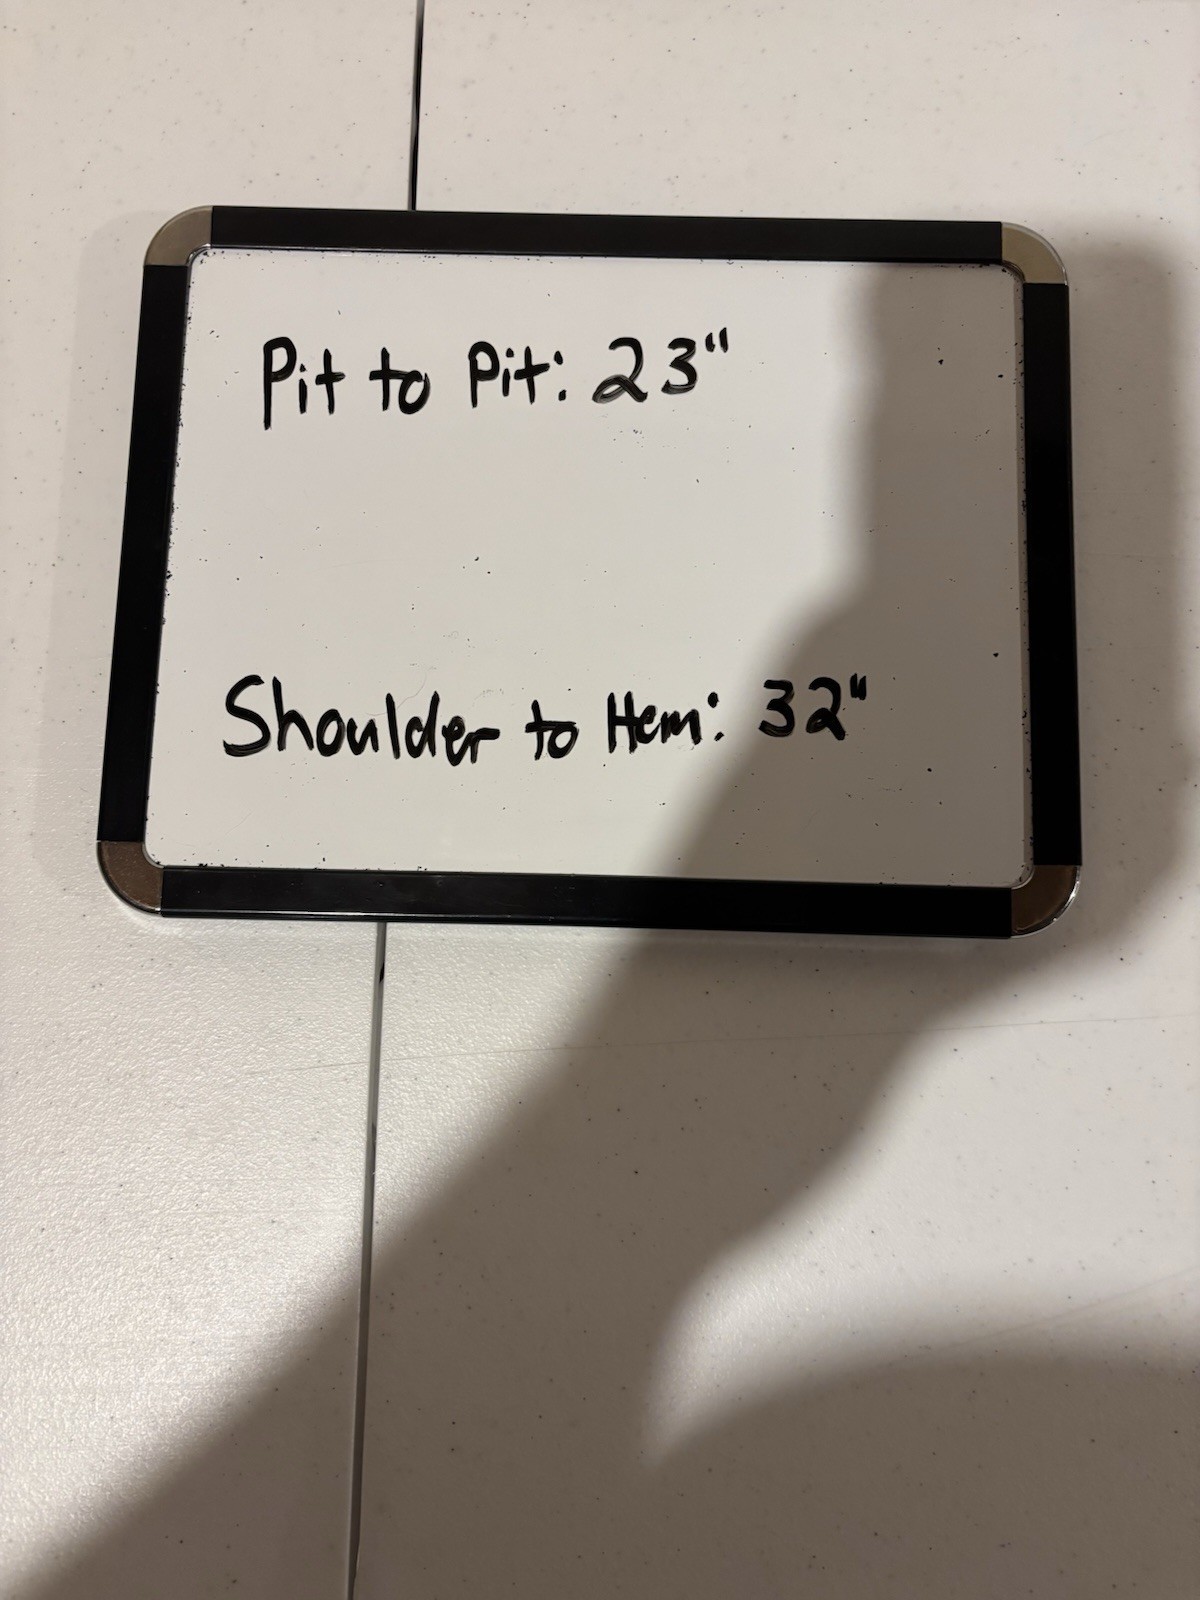 Pit to Pit: 23"
Shoulder to Hem: 32"